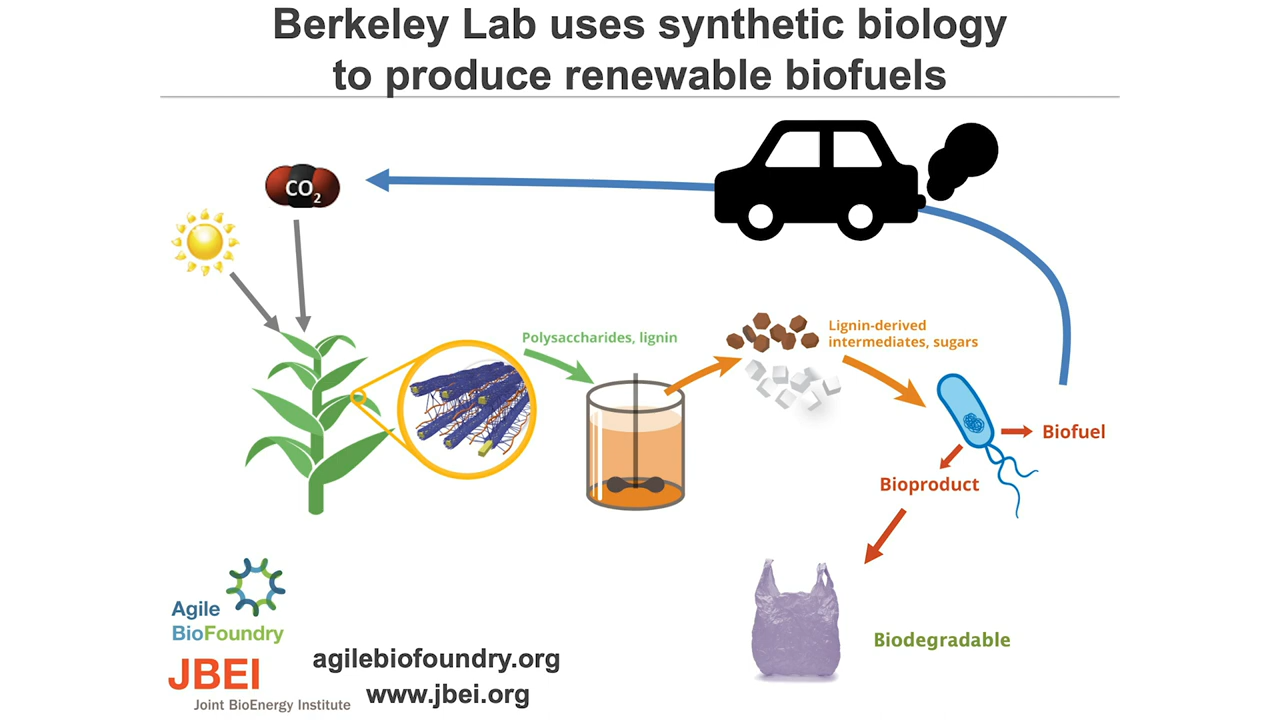 Berkeley Lab uses synthetic biology
to produce renewable biofuels
CO2
Polysaccharides, lignin
Lignin-derived
intermediates, sugars
Biofuel
Bioproduct
Biodegradable
Agile
BioFoundry
JBEI
Joint BioEnergy Institute
agilebiofoundry.org
www.jbei.org